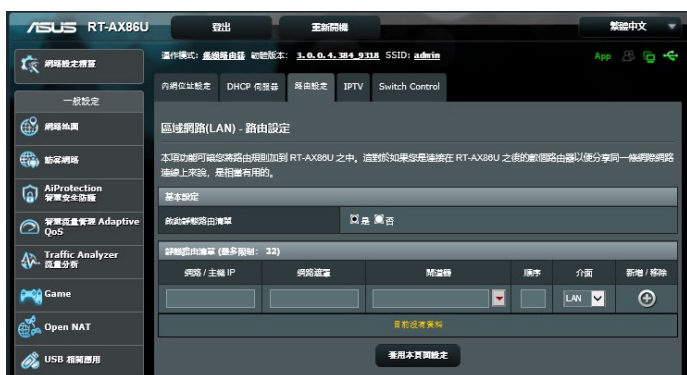 ASUS RT-AX86U
登出
重新開機
繁體中文
網路設定精靈
運作模式: 無線路由器 韌體版本: 3.0.0.4.384_9318 SSID: admin
App
內網位址設定
DHCP 伺服器
路由設定
IPTV
Switch Control
一般設定
網路地圖
訪客網路
AiProtection
智慧安全防護
智慧流量管理 Adaptive
QoS
Traffic Analyzer
流量分析
Game
Open NAT
USB 相關應用
區域網路(LAN) - 路由設定
本項功能可讓您將路由規則加到 RT-AX86U 之中。這對於如果您是連接在 RT-AX86U 之後的數個路由器以便分享同一條網際網路
連線上來說，是相當有用的。
基本設定
啟動靜態路由清單
是
否
靜態路由清單 (最多限制: 32)
網路 / 主機 IP
網路遮罩
閘道器
順序
介面
新增 / 移除
LAN
目前沒有資料
套用本頁面設定